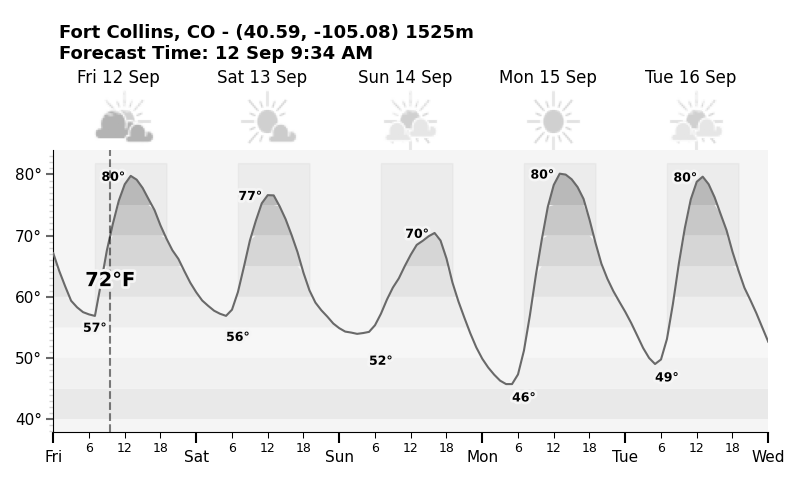 Fort Collins, CO - (40.59, -105.08) 1525m
Forecast Time: 12 Sep 9:34 AM
Fri 12 Sep Sat 13 Sep Sun 14 Sep Mon 15 Sep Tue 16 Sep
80° 80° 77° 80° 80°
70° 70°
72°F
60°
57° 56° 52°
50° 49° 46°
40°
6 12 18 6 12 18 6 12 18 6 12 18 6 12 18
Fri Sat Sun Mon Tue Wed